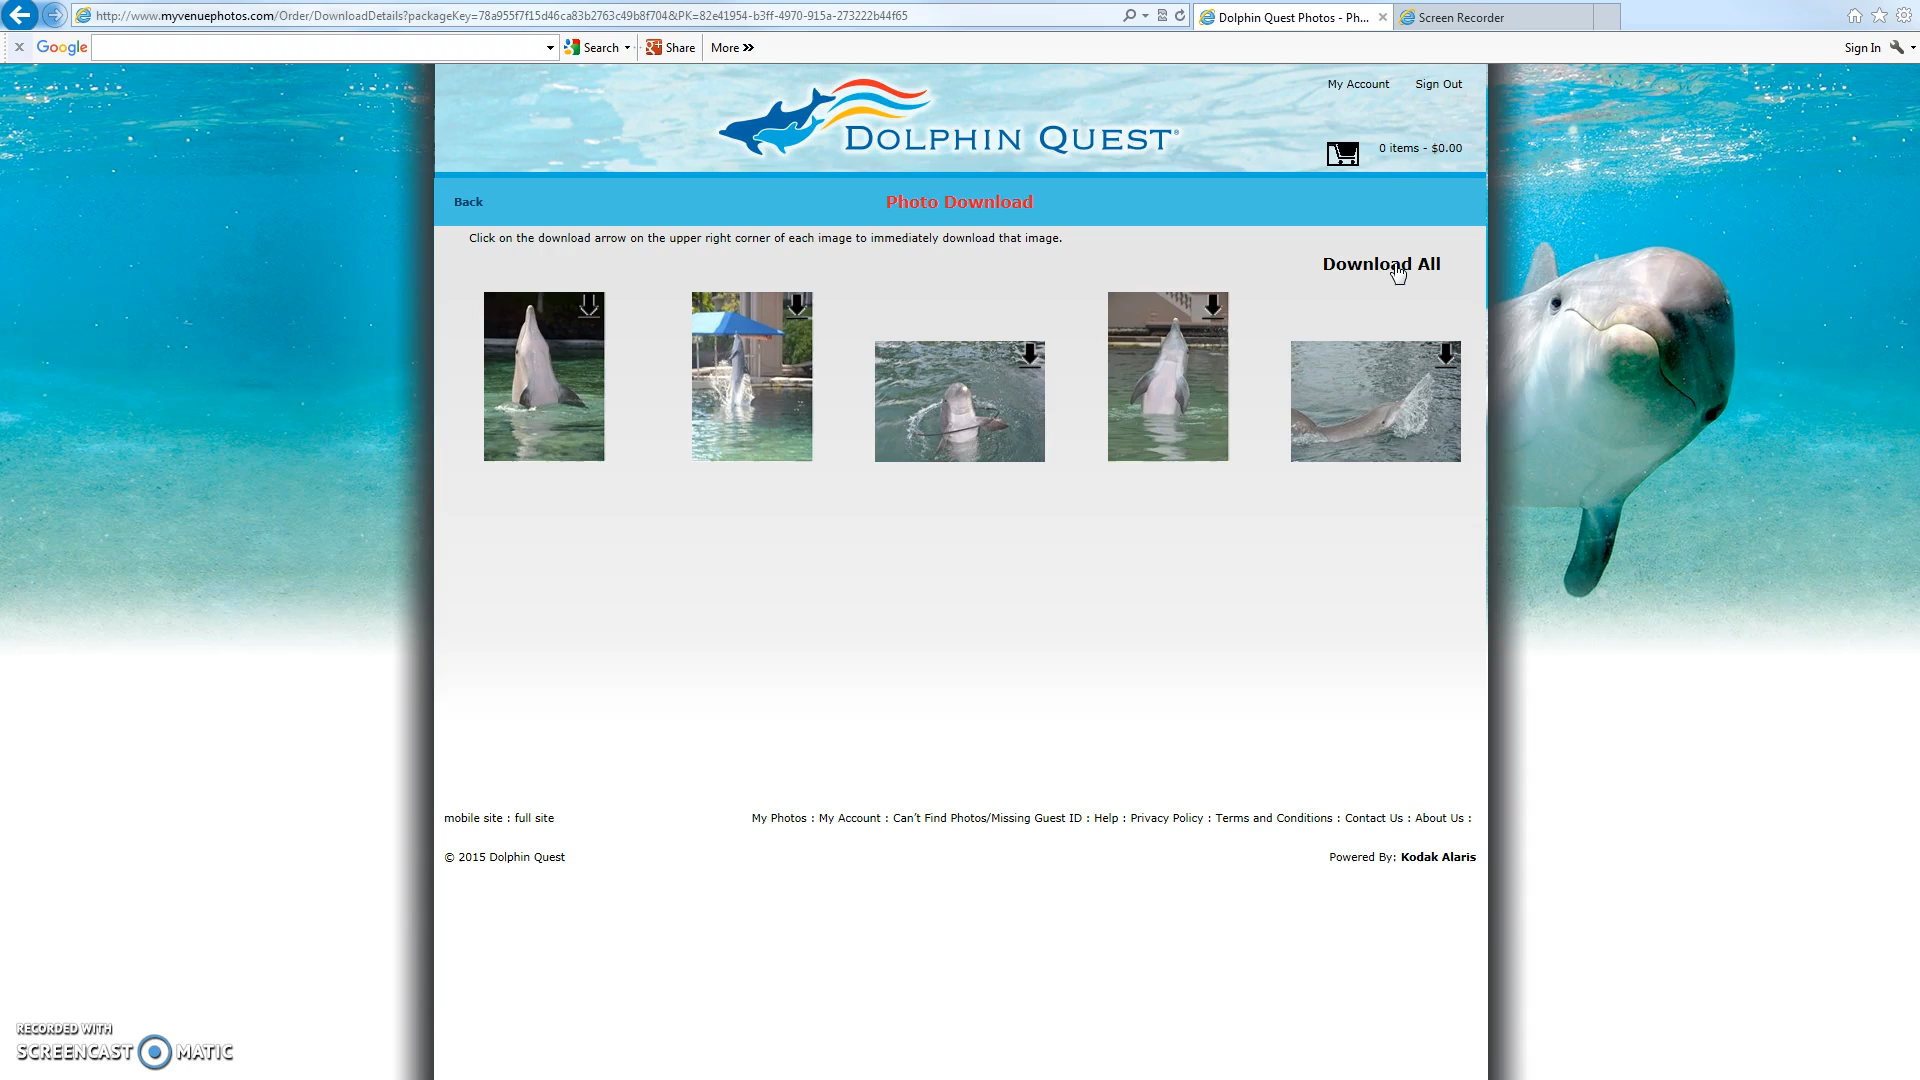 http://www.myvenuephotos.com/Order/DownloadDetails?packageKey=78a955f7f15d46ca83b2763c49b8f704&PK=82e41954-b3ff-4970-915a-273222b44f65
Dolphin Quest Photos - Ph...
Screen Recorder
Google
Search
Share
More
Sign In
My Account
Sign Out
DOLPHIN QUEST®
0 items - $0.00
Back
Photo Download
Click on the download arrow on the upper right corner of each image to immediately download that image.
Download All
mobile site : full site
My Photos : My Account : Can't Find Photos/Missing Guest ID : Help : Privacy Policy : Terms and Conditions : Contact Us : About Us :
© 2015 Dolphin Quest
Powered By: Kodak Alaris
RECORDED WITH
SCREENCAST MATIC